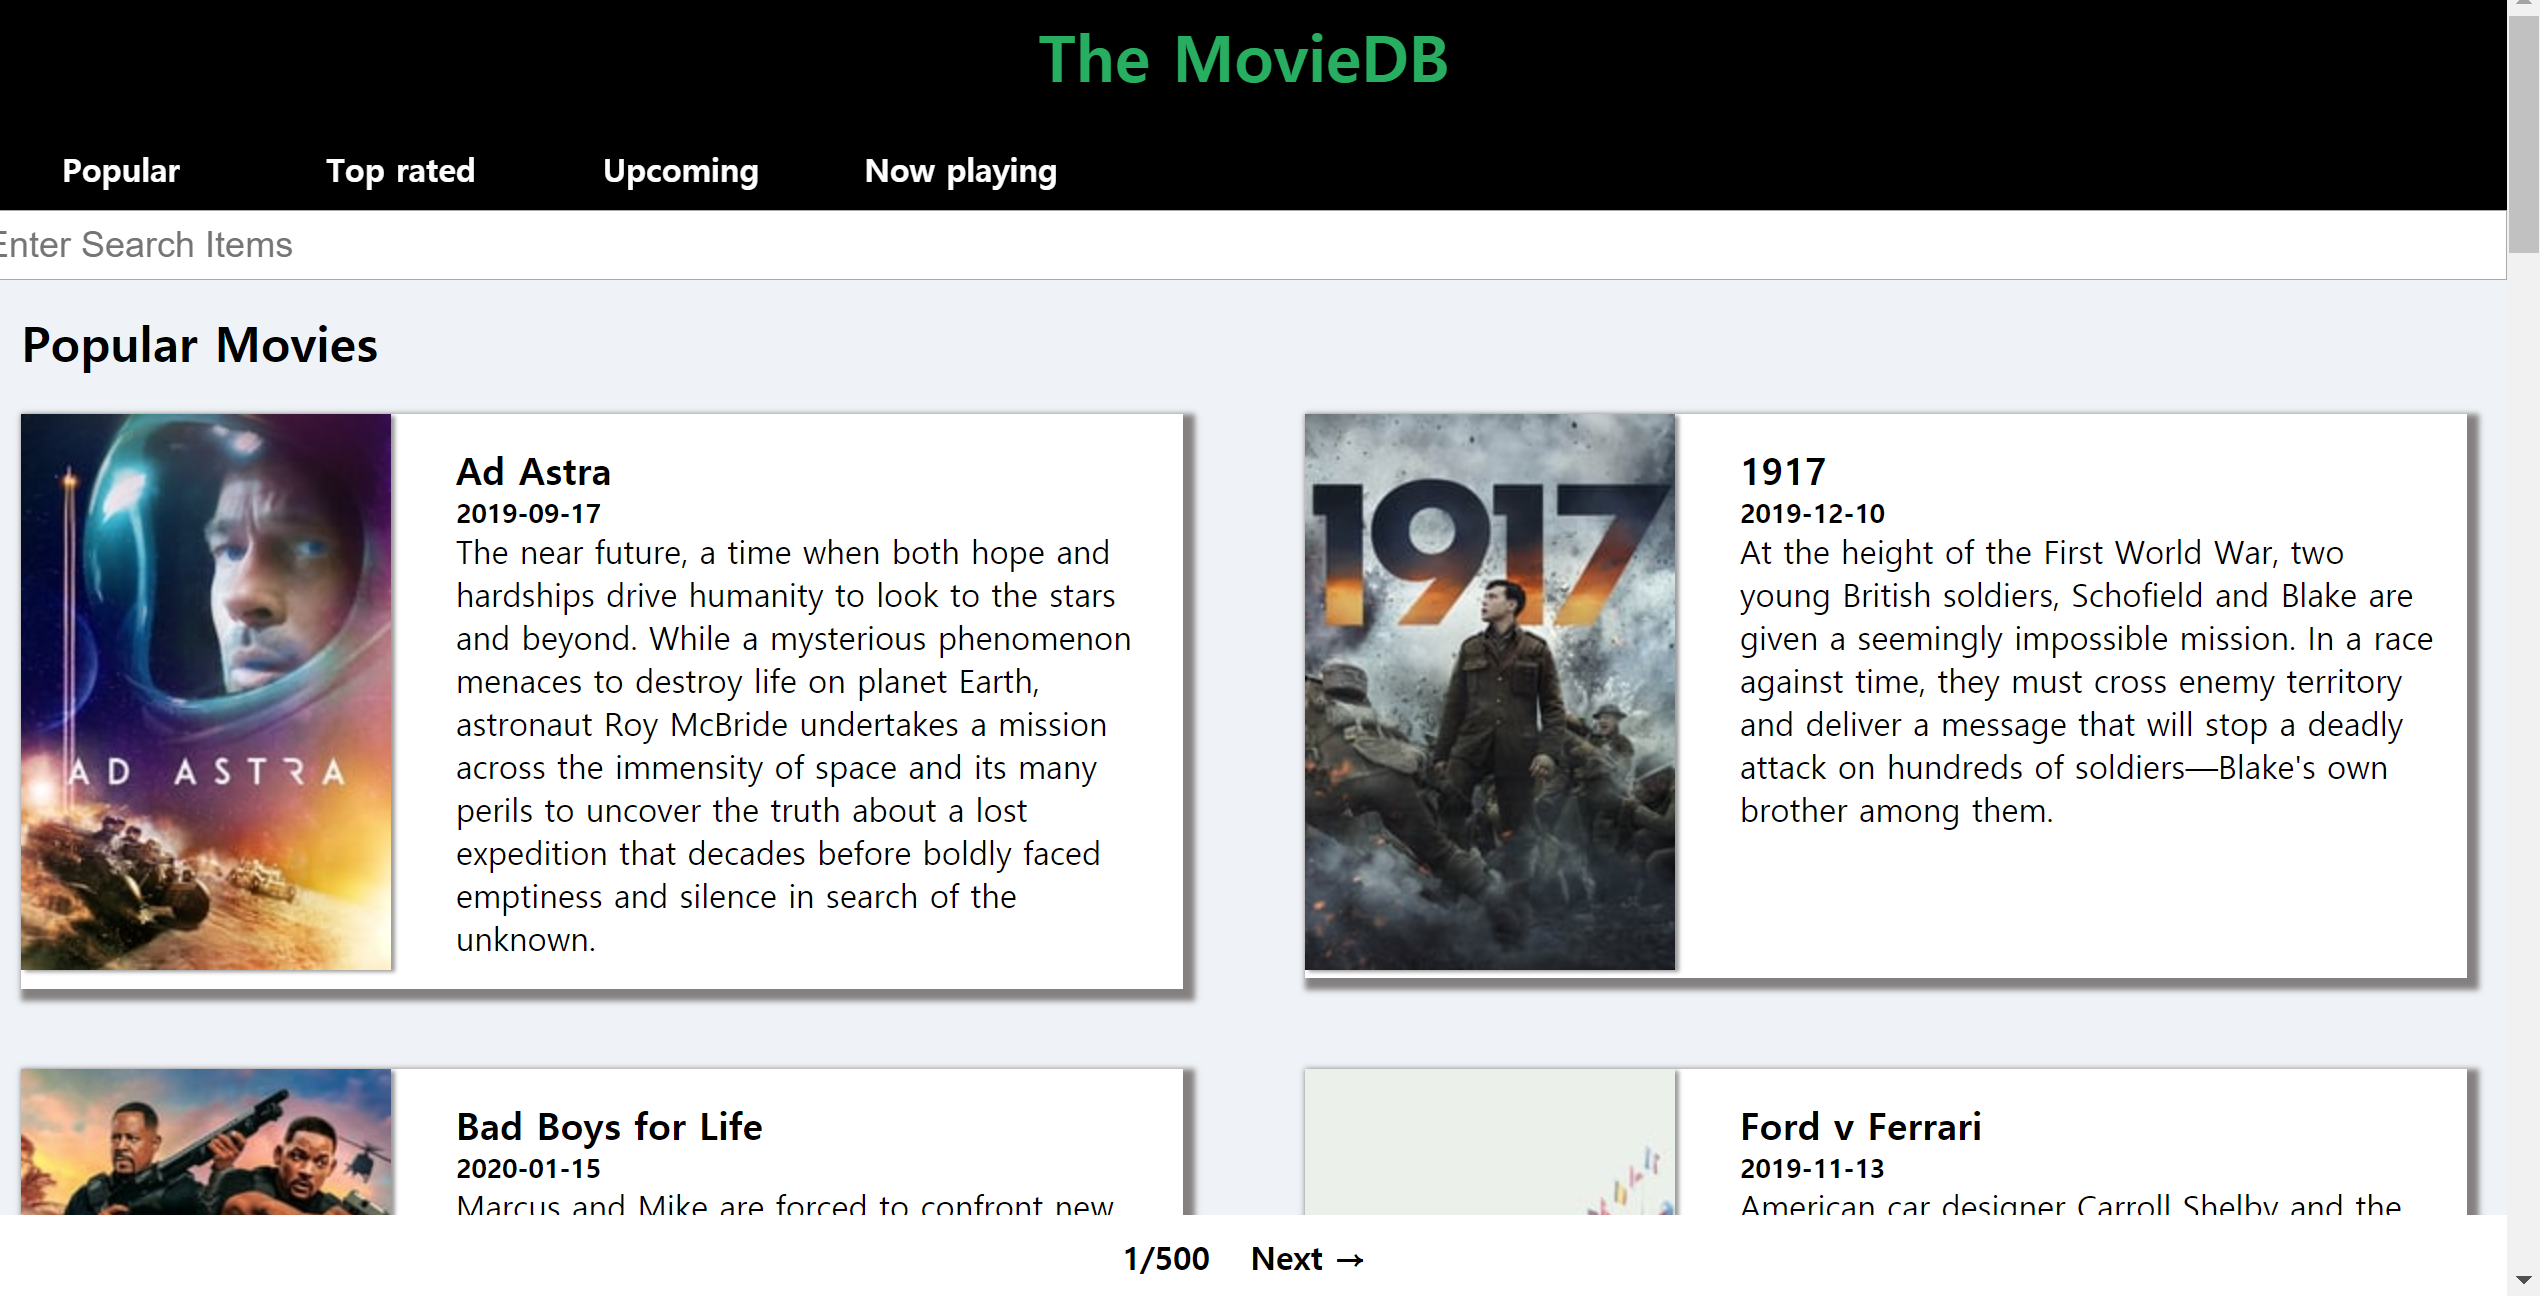 The MovieDB
Popular Top rated Upcoming Now playing
Enter Search Items
Popular Movies
AD ASTRA
Ad Astra
2019-09-17
The near future, a time when both hope and
hardships drive humanity to look to the stars
and beyond. While a mysterious phenomenon
menaces to destroy life on planet Earth,
astronaut Roy McBride undertakes a mission
across the immensity of space and its many
perils to uncover the truth about a lost
expedition that decades before boldly faced
emptiness and silence in search of the
unknown.
1917
1917
2019-12-10
At the height of the First World War, two
young British soldiers, Schofield and Blake are
given a seemingly impossible mission. In a race
against time, they must cross enemy territory
and deliver a message that will stop a deadly
attack on hundreds of soldiers—Blake's own
brother among them.
Bad Boys for Life
2020-01-15
Marcus and Mike are forced to confront new
Ford v Ferrari
2019-11-13
American car designer Carroll Shelby and the
1/500 Next →